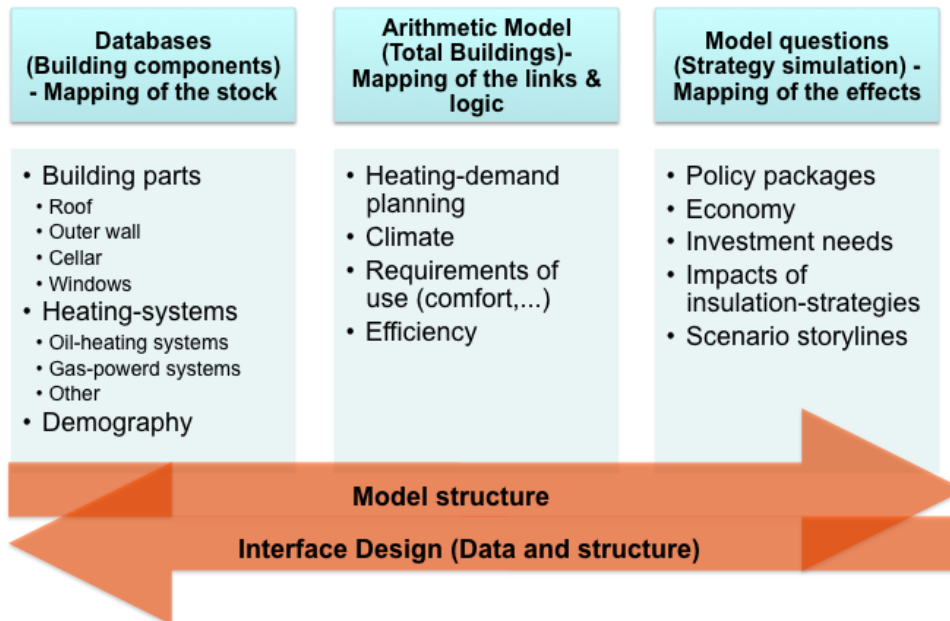 Databases
(Building components)
- Mapping of the stock
Arithmetic Model
(Total Buildings)-
Mapping of the links &
logic
Model questions
(Strategy simulation) -
Mapping of the effects
• Building parts
• Roof
• Outer wall
• Cellar
• Windows
• Heating-systems
• Oil-heating systems
• Gas-powerd systems
• Other
• Demography
• Heating-demand
planning
• Climate
• Requirements of
use (comfort,...)
• Efficiency
• Policy packages
• Economy
• Investment needs
• Impacts of
insulation-strategies
• Scenario storylines
Model structure
Interface Design (Data and structure)